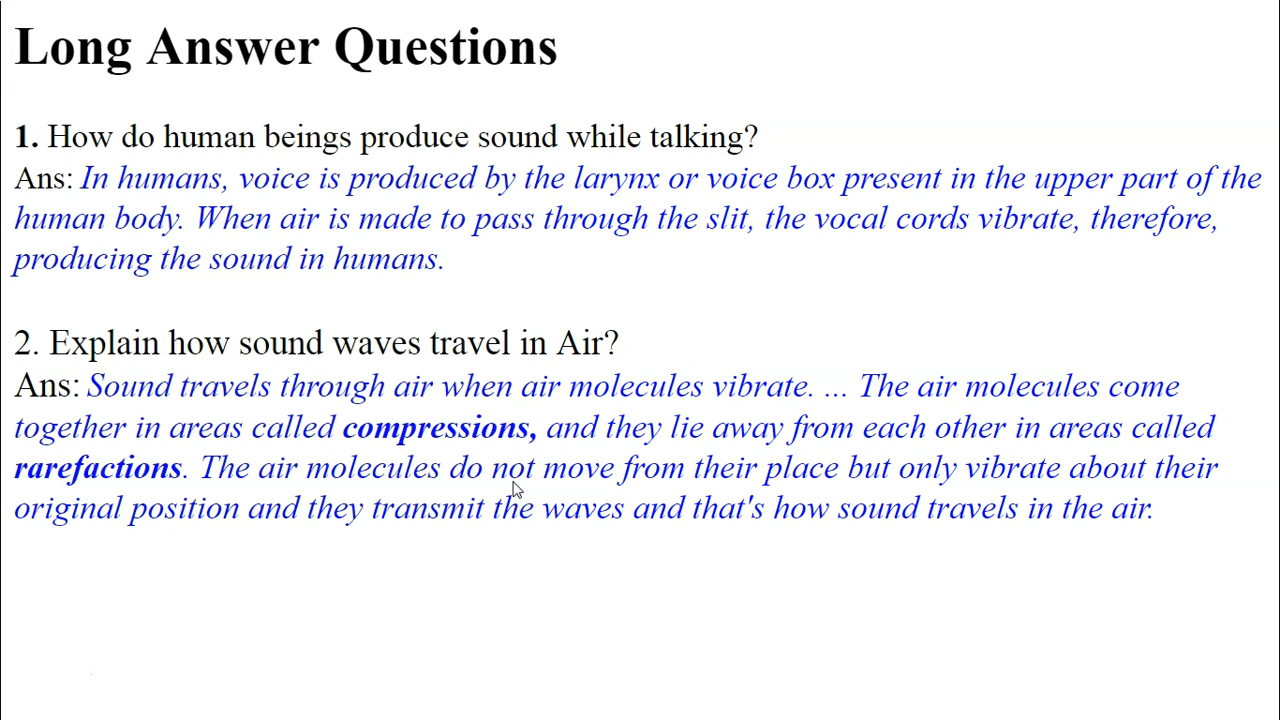 Long Answer Questions
1. How do human beings produce sound while talking?
Ans: In humans, voice is produced by the larynx or voice box present in the upper part of the
human body. When air is made to pass through the slit, the vocal cords vibrate, therefore,
producing the sound in humans.
2. Explain how sound waves travel in Air?
Ans: Sound travels through air when air molecules vibrate. ... The air molecules come
together in areas called compressions, and they lie away from each other in areas called
rarefactions. The air molecules do not move from their place but only vibrate about their
original position and they transmit the waves and that's how sound travels in the air.